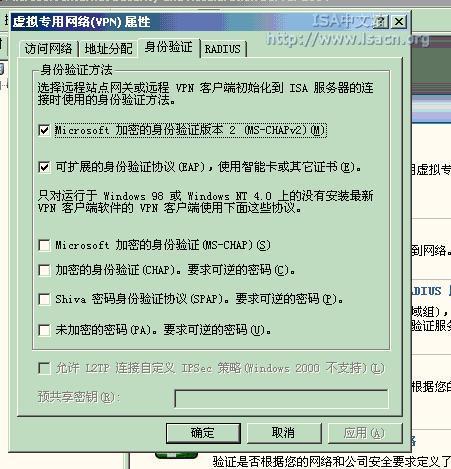 ISA中文
http://www.isacn.org
虚拟专用网络(VPN) 属性
访问网络 地址分配 身份验证 RADIUS
身份验证方法
选择远程站点网关或远程 VPN 客户端初始化到 ISA 服务器的连
接时使用的身份验证方法。
Microsoft 加密的身份验证版本 2 (MS-CHAPv2)(M)
可扩展的身份验证协议(EAP), 使用智能卡或其它证书(E)。
只对运行于 Windows 98 或 Windows NT 4.0 上的没有安装最新
VPN 客户端软件的 VPN 客户端使用下面这些协议。
Microsoft 加密的身份验证(MS-CHAP)(S)
加密的身份验证(CHAP)。要求可逆的密码(C)。
Shiva 密码身份验证协议(SPAP)。要求可逆的密码(P)。
未加密的密码(PA)。要求可逆的密码(U)。
允许 L2TP 连接自定义 IPSec 策略(Windows 2000 不支持)(L)
预共享密钥(R):
确定 取消 应用(A)
用虚拟专
到网络。
RADIUS
域组),
验证服
根据您的
络
验证是否根据您的网络和公司安全要求定义了